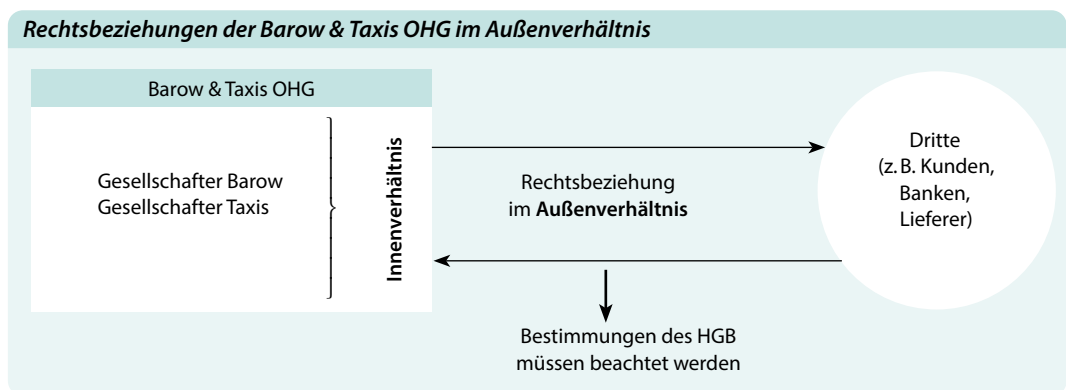 Rechtsbeziehungen der Barow & Taxis OHG im Außenverhältnis
Barow & Taxis OHG
Gesellschafter Barow
Gesellschafter Taxis
Innenverhältnis
Rechtsbeziehung
im Außenverhältnis
Dritte
(z. B. Kunden,
Banken,
Lieferer)
Bestimmungen des HGB
müssen beachtet werden